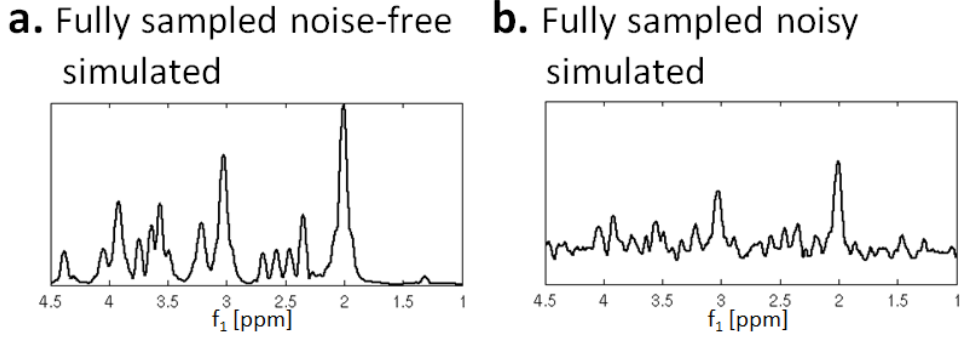 a. Fully sampled noise-free
simulated
4.5 4 3.5 3 2.5 2 1.5 1
f₁ [ppm]
b. Fully sampled noisy
simulated
4.5 4 3.5 3 2.5 2 1.5 1
f₁ [ppm]